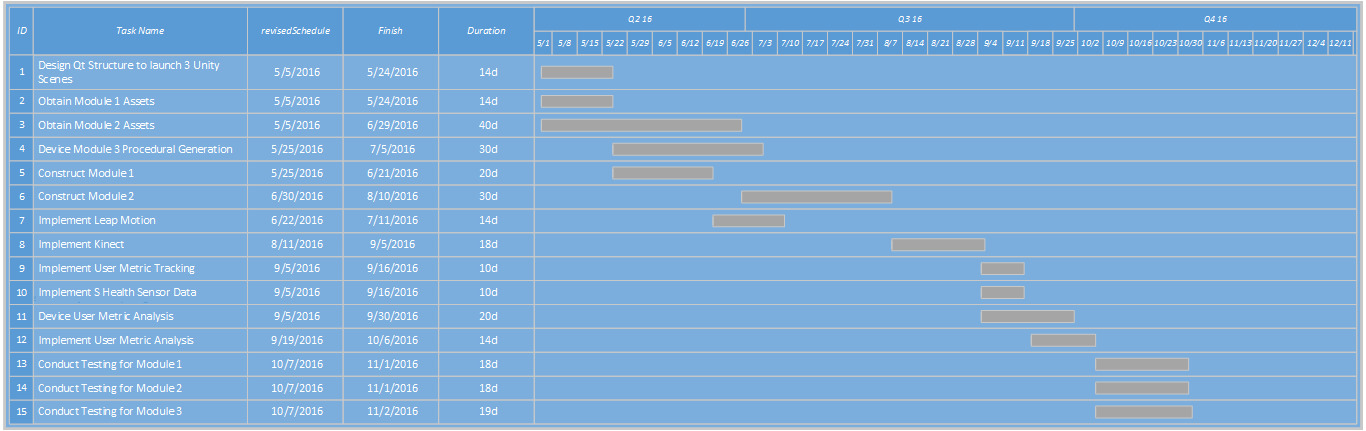 ID Task Name revisedSchedule Finish Duration Q2 16 Q3 16 Q4 16
5/1 5/8 5/15 5/22 5/29 6/5 6/12 6/19 6/26 7/3 7/10 7/17 7/24 7/31 8/7 8/14 8/21 8/28 9/4 9/11 9/18 9/25 10/2 10/9 10/16 10/23 10/30 11/6 11/13 11/20 11/27 12/4 12/11
1 Design Qt Structure to launch 3 Unity
Scenes 5/5/2016 5/24/2016 14d
2 Obtain Module 1 Assets 5/5/2016 5/24/2016 14d
3 Obtain Module 2 Assets 5/5/2016 6/29/2016 40d
4 Device Module 3 Procedural Generation 5/25/2016 7/5/2016 30d
5 Construct Module 1 5/25/2016 6/21/2016 20d
6 Construct Module 2 6/30/2016 8/10/2016 30d
7 Implement Leap Motion 6/22/2016 7/11/2016 14d
8 Implement Kinect 8/11/2016 9/5/2016 18d
9 Implement User Metric Tracking 9/5/2016 9/16/2016 10d
10 Implement S Health Sensor Data 9/5/2016 9/16/2016 10d
11 Device User Metric Analysis 9/5/2016 9/30/2016 20d
12 Implement User Metric Analysis 9/19/2016 10/6/2016 14d
13 Conduct Testing for Module 1 10/7/2016 11/1/2016 18d
14 Conduct Testing for Module 2 10/7/2016 11/1/2016 18d
15 Conduct Testing for Module 3 10/7/2016 11/2/2016 19d